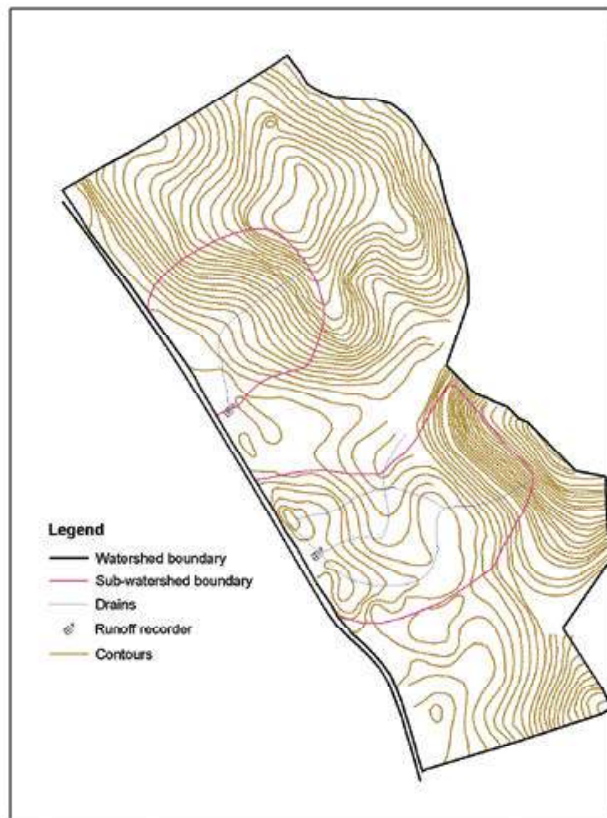 Legend
Watershed boundary
Sub-watershed boundary
Drains
Runoff recorder
Contours